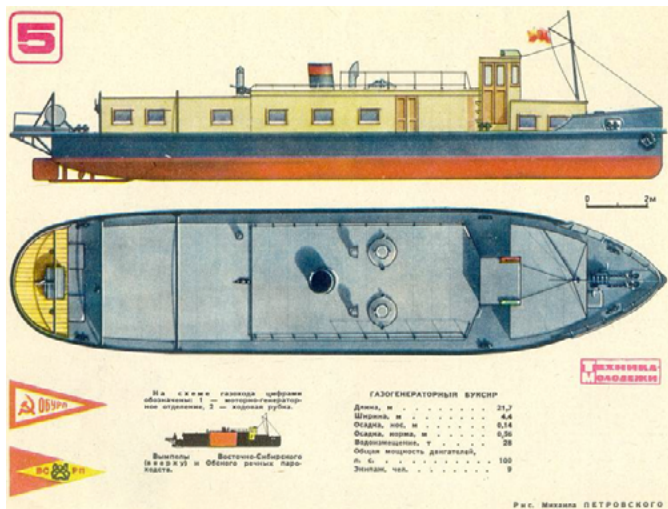 5
0 2м
ТЕХНИКА-
МОЛОДЕЖИ
ОБУРП
ВС РП
На схеме газохода цифрами
обозначены: 1 — моторно-генератор-
ное отделение, 2 — ходовая рубка.
Вымпелы Восточно-Сибирского
(вверху) и Обского речных паро-
ходств.
ГАЗОГЕНЕРАТОРНЫЙ БУКСИР
Длина, м . . . . . . . . 21,7
Ширина, м . . . . . . . . 4,4
Осадка, нос, м . . . . . . 0,14
Осадка, корма, м . . . . . 0,56
Водоизмещение, т . . . . . 28
Общая мощность двигателей,
л. с. . . . . . . . . . 100
Экипаж, чел. . . . . . . . 9
Рис. Михаила ПЕТРОВСКОГО